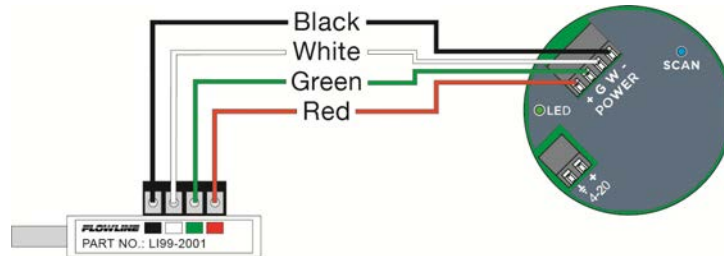 Black
White
Green
Red
SCAN
+ G W -
POWER
LED
4-20
FLOWLINE
PART NO.: LI99-2001